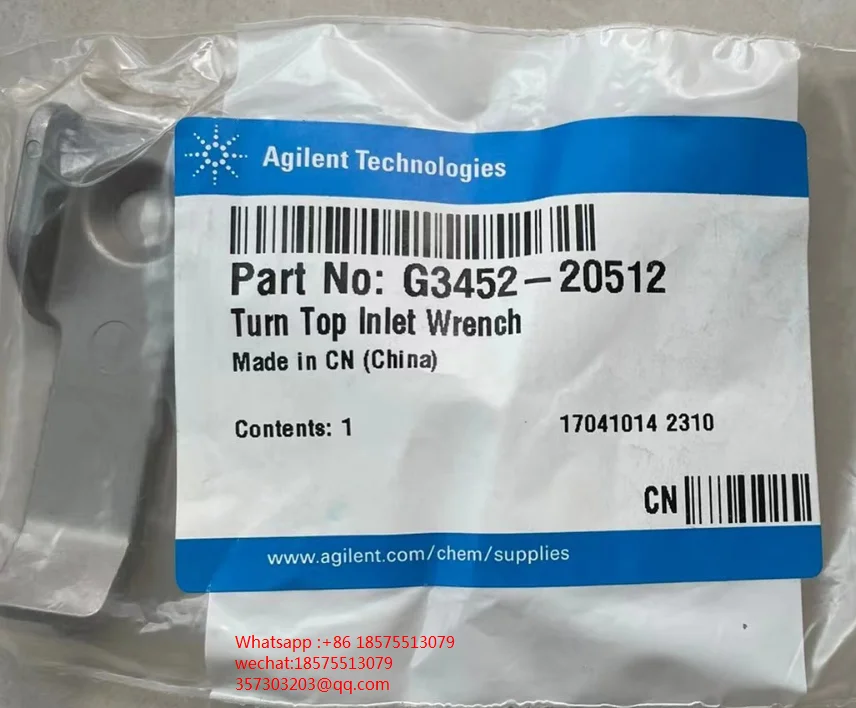 Agilent Technologies
Part No: G3452-20512
Turn Top Inlet Wrench
Made in CN (China)
Contents: 1
17041014 2310
CN
www.agilent.com/chem/supplies
Whatsapp :+86 18575513079
wechat:18575513079
357303203@qq.com